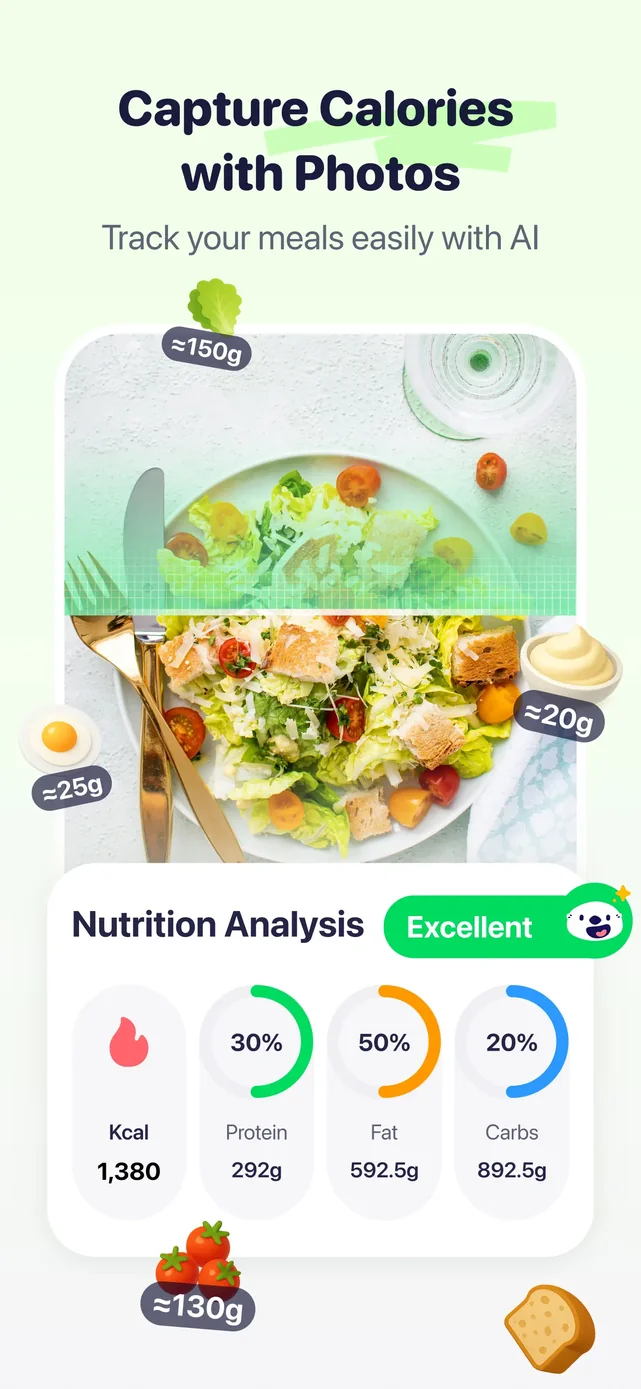 Capture Calories
with Photos
Track your meals easily with AI
≈150g
≈20g
≈25g
Nutrition Analysis
Excellent
30%
50%
20%
Kcal
Protein
Fat
Carbs
1,380
292g
592.5g
892.5g
≈130g